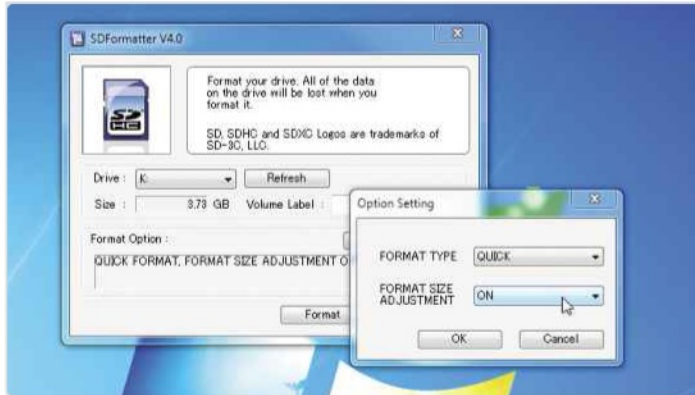 SDFormatter V4.0
Format your drive. All of the data
on the drive will be lost when you
format it.
SD, SDHC and SDXC Logos are trademarks of
SD-3C, LLC.
SD
HC
Drive :
K:
Refresh
Size :
3.73 GB
Volume Label :
Format Option :
QUICK FORMAT, FORMAT SIZE ADJUSTMENT O
Format
Option Setting
FORMAT TYPE
QUICK
FORMAT SIZE
ADJUSTMENT
ON
OK
Cancel